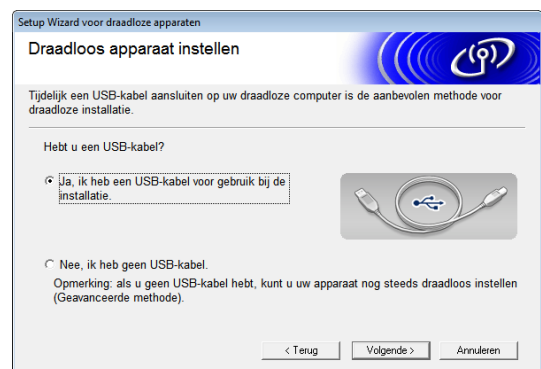 Setup Wizard voor draadloze apparaten
Draadloos apparaat instellen
Tijdelijk een USB-kabel aansluiten op uw draadloze computer is de aanbevolen methode voor
draadloze installatie.
Hebt u een USB-kabel?
Ja, ik heb een USB-kabel voor gebruik bij de
installatie.
Nee, ik heb geen USB-kabel.
Opmerking: als u geen USB-kabel hebt, kunt u uw apparaat nog steeds draadloos instellen
(Geavanceerde methode).
< Terug
Volgende >
Annuleren